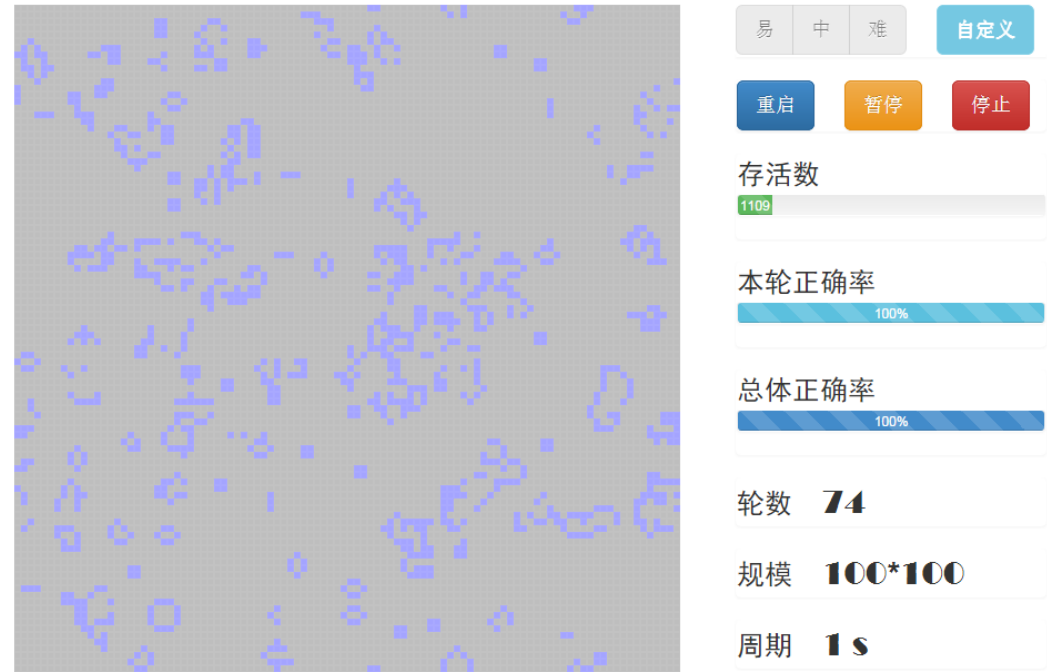 易 中 难 自定义
重启 暂停 停止
存活数
1109
本轮正确率
100%
总体正确率
100%
轮数 74
规模 100*100
周期 1 s